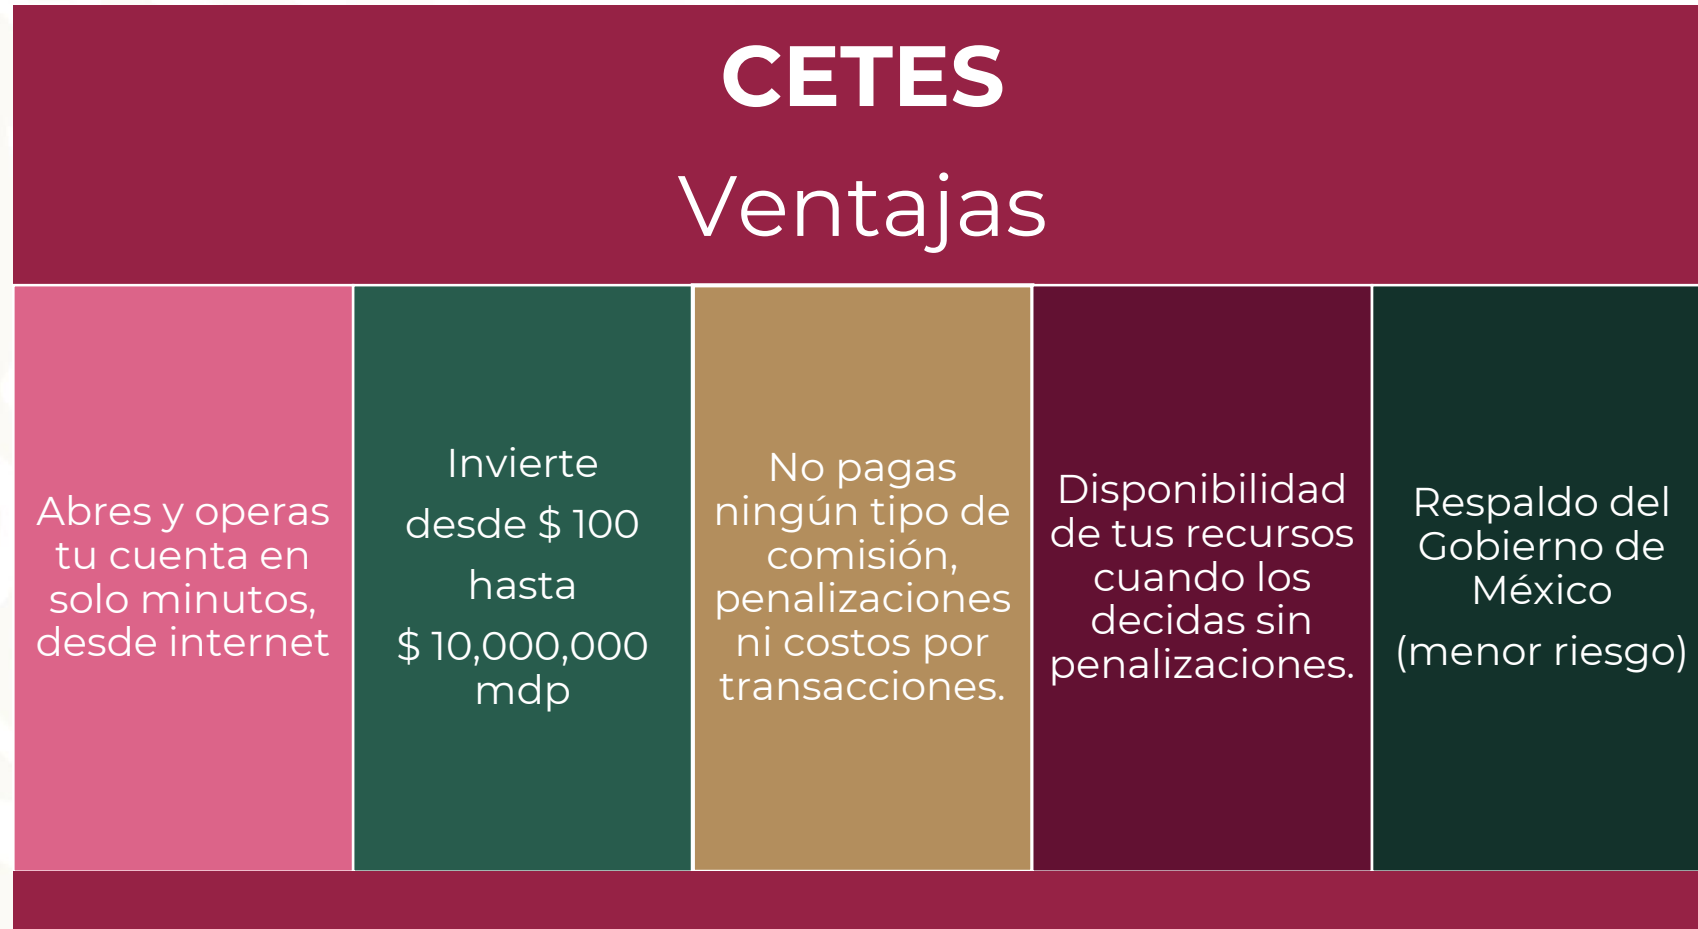 CETES
Ventajas
Abres y operas
tu cuenta en
solo minutos,
desde internet
Invierte
desde $ 100
hasta
$ 10,000,000
mdp
No pagas
ningún tipo de
comisión,
penalizaciones
ni costos por
transacciones.
Disponibilidad
de tus recursos
cuando los
decidas sin
penalizaciones.
Respaldo del
Gobierno de
México
(menor riesgo)